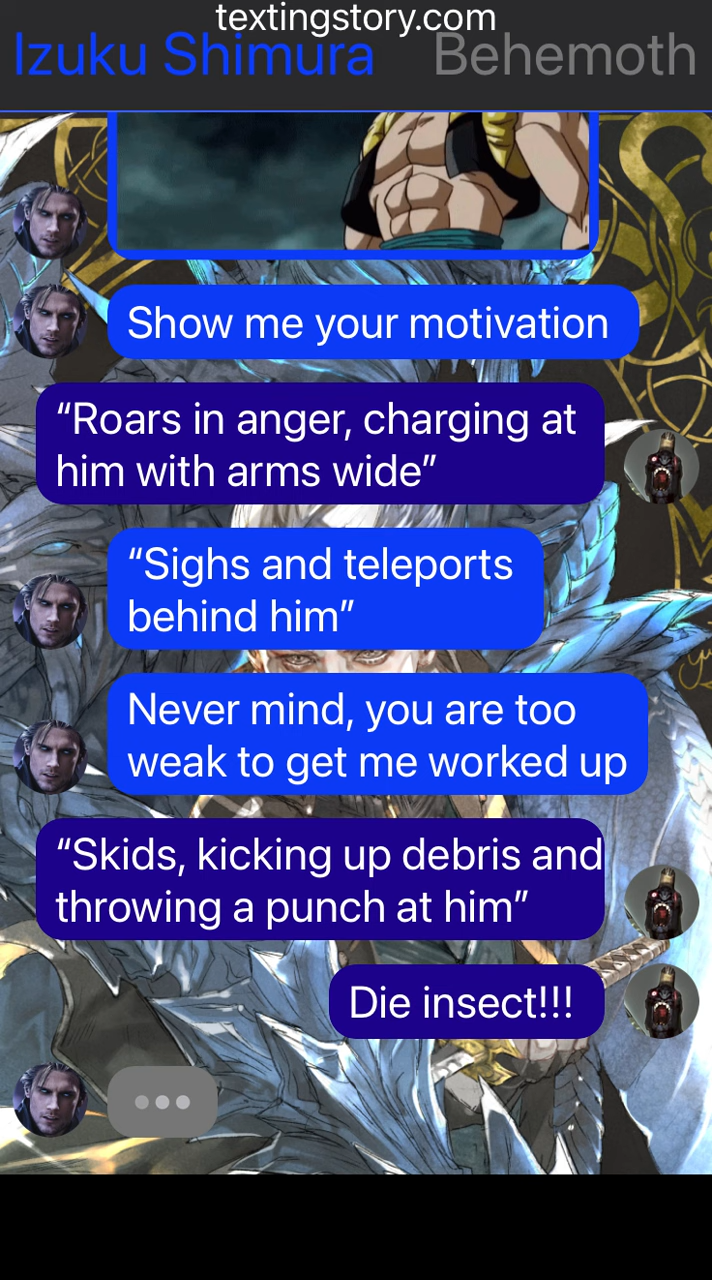 textingstory.com
Izuku Shimura Behemoth
Show me your motivation
“Roars in anger, charging at
him with arms wide”
“Sighs and teleports
behind him”
Never mind, you are too
weak to get me worked up
“Skids, kicking up debris and
throwing a punch at him”
Die insect!!!